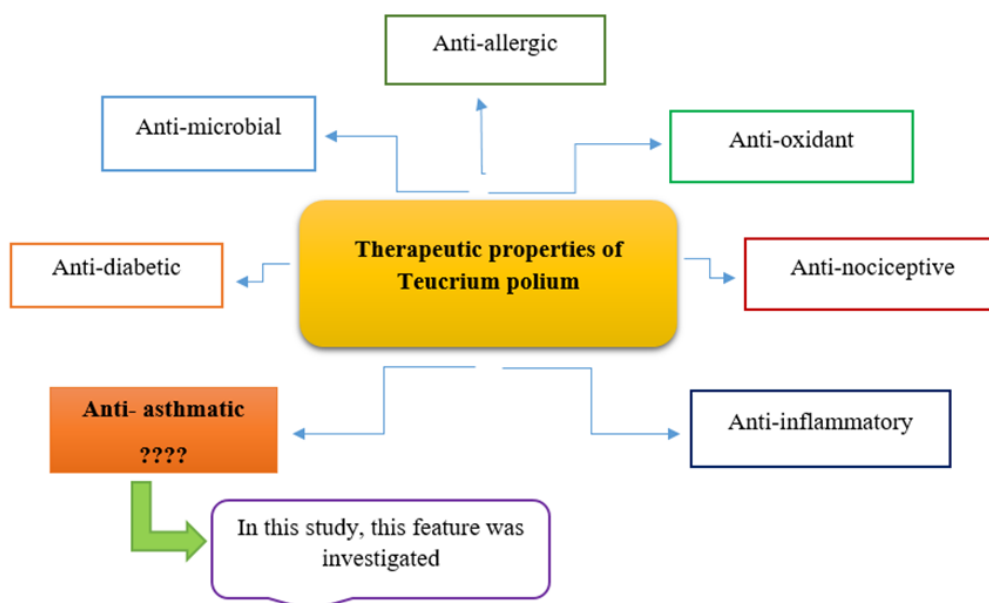 Anti-allergic
Anti-microbial
Anti-oxidant
Therapeutic properties of
Teucrium polium
Anti-diabetic
Anti-nociceptive
Anti- asthmatic
????
Anti-inflammatory
In this study, this feature was
investigated